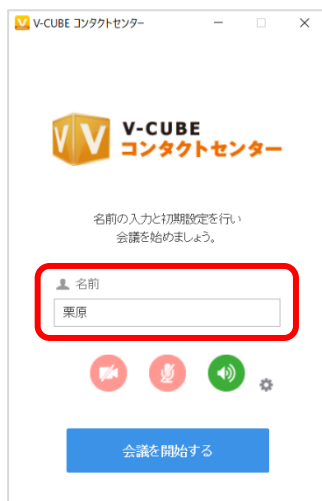 V-CUBE コンタクトセンター
V-CUBE
コンタクトセンター
名前の入力と初期設定を行い
会議を始めましょう。
名前
栗原
会議を開始する